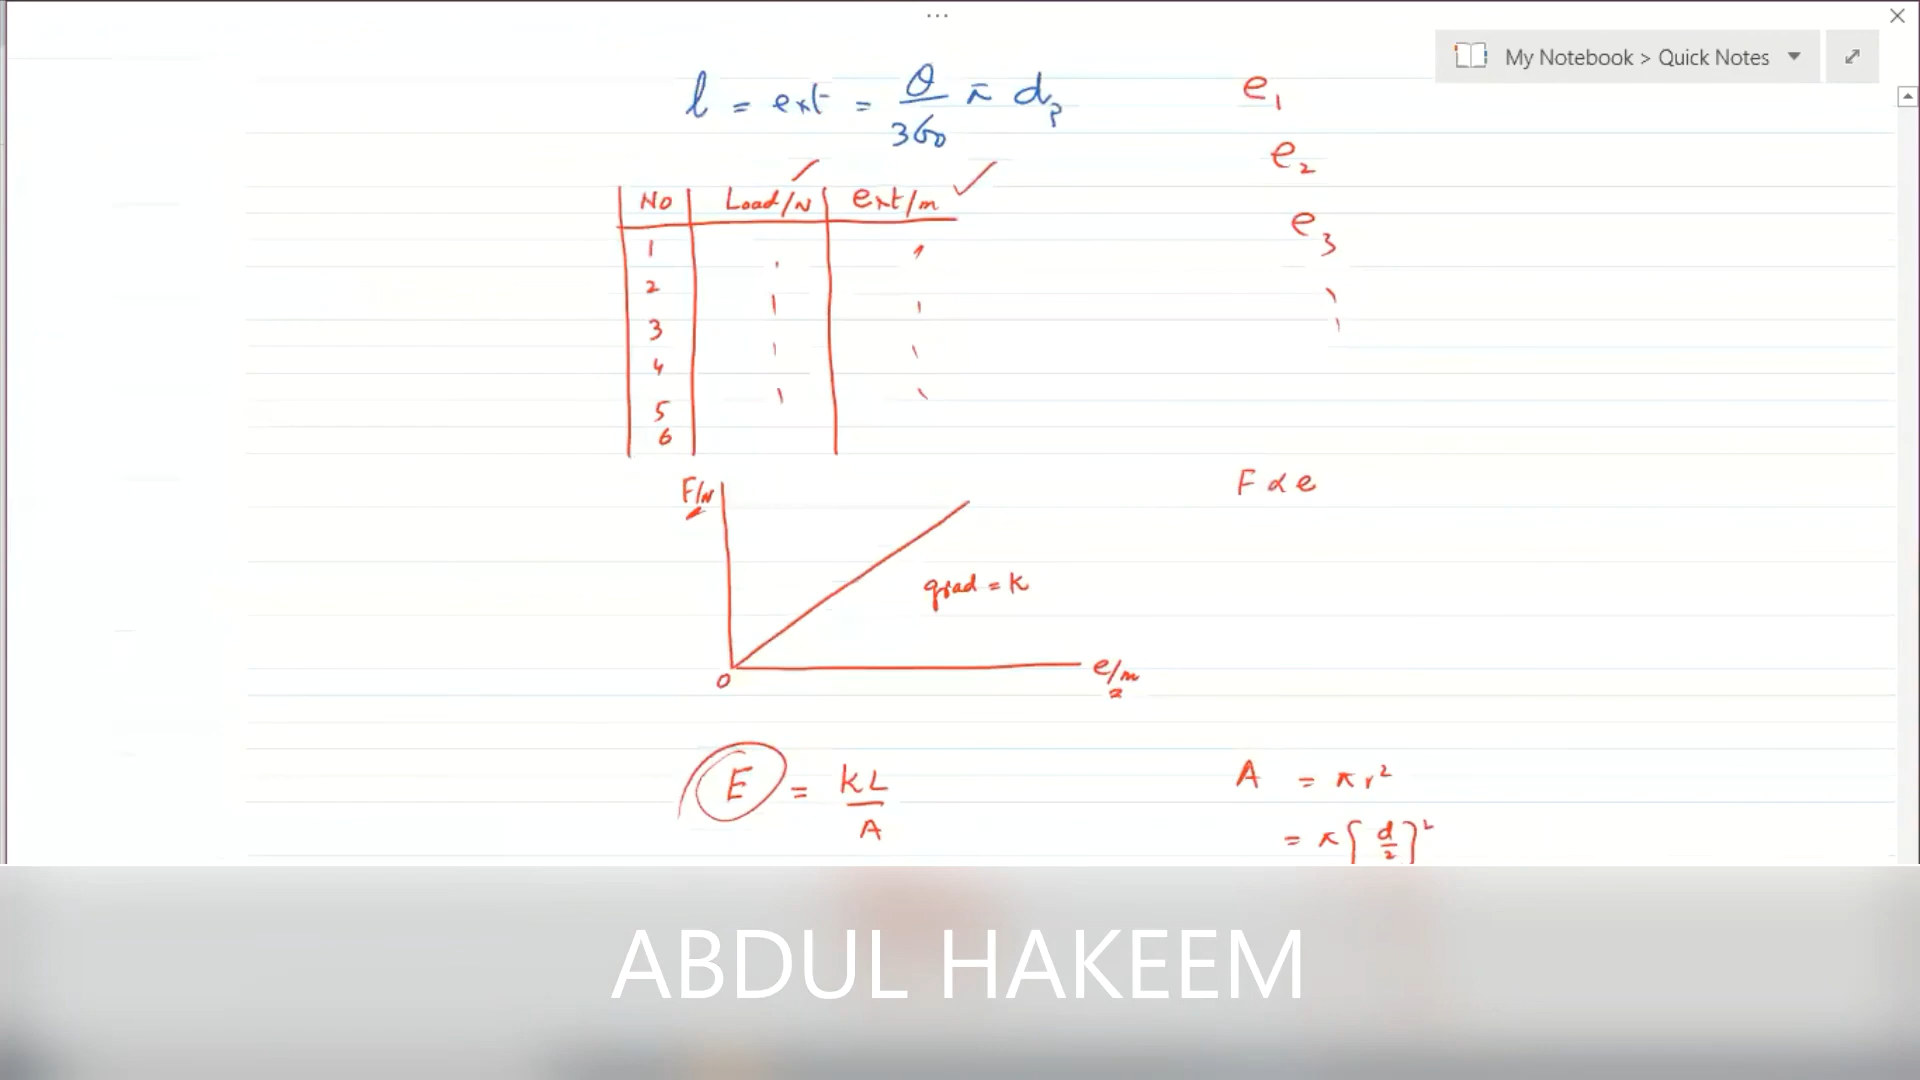 My Notebook > Quick Notes
l = ext = θ/360 π dp
e1
e2
e3
No Load/N ext/m
1
2
3
4
5
6
F/N
F ∝ e
grad = k
0
e/m
E = kL/A
A = πr²
= π[d/2]²
ABDUL HAKEEM